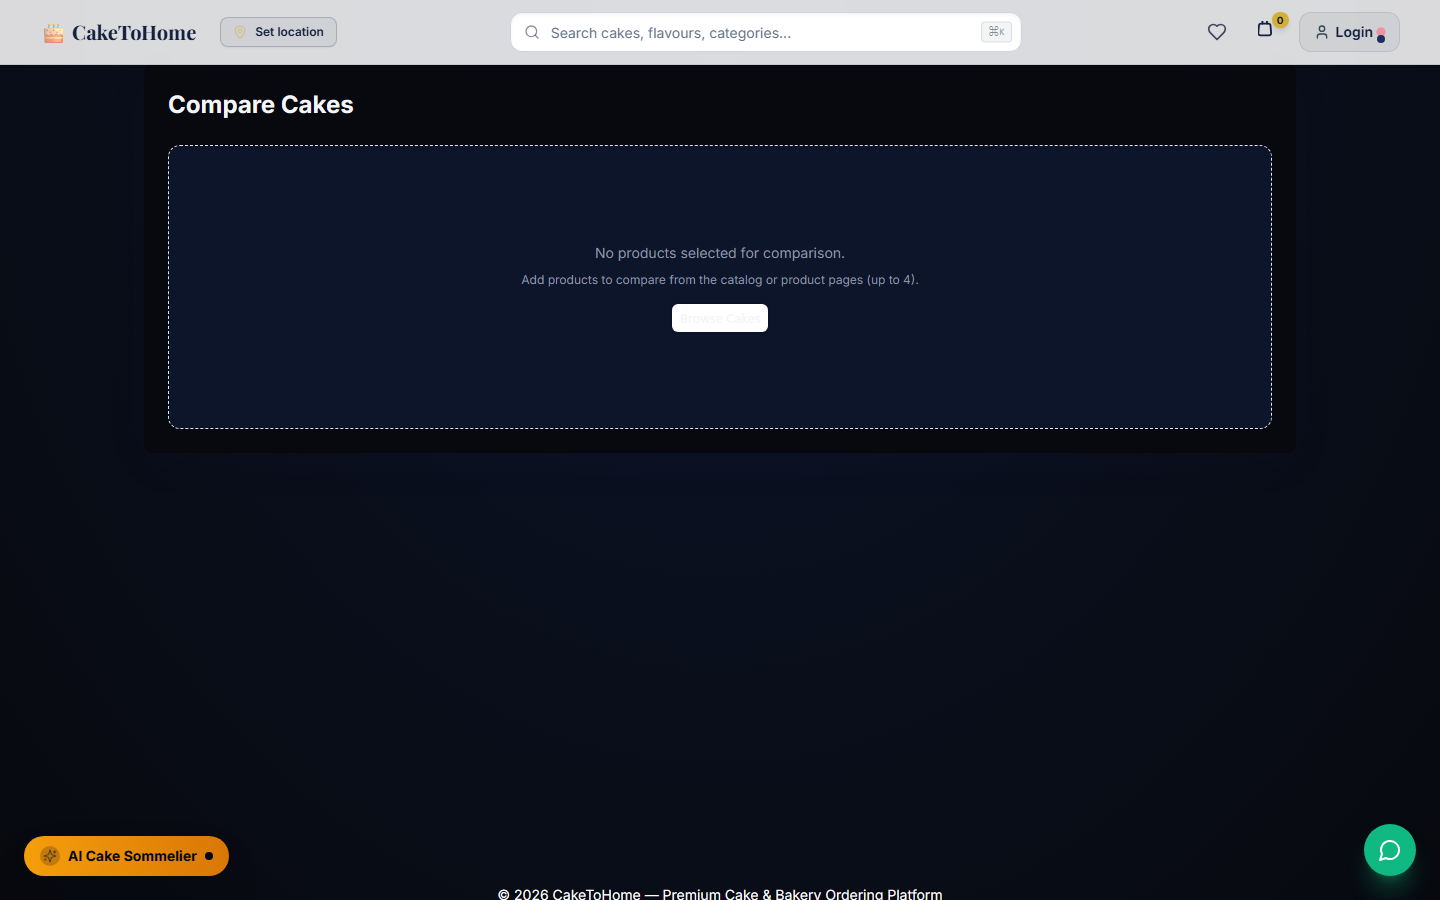 CakeToHome
Set location
Search cakes, flavours, categories...
⌘K
0
Login
Compare Cakes
No products selected for comparison.
Add products to compare from the catalog or product pages (up to 4).
Browse Cakes
AI Cake Sommelier
© 2026 CakeToHome — Premium Cake & Bakery Ordering Platform